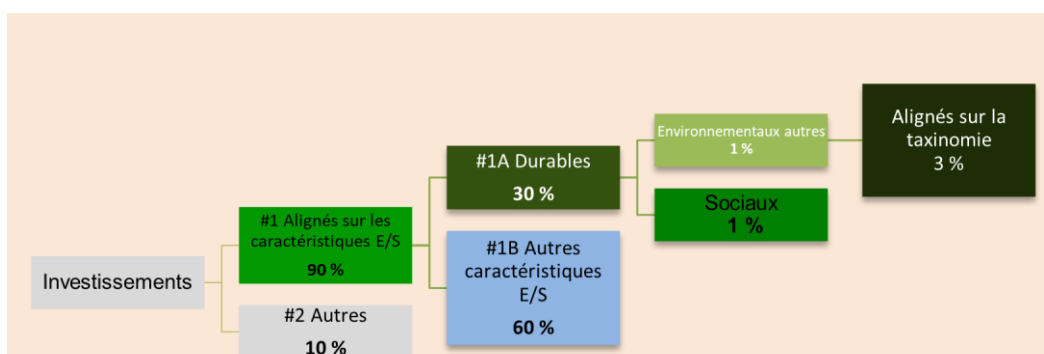 Investissements
#1 Alignés sur les
caractéristiques E/S
90 %
#2 Autres
10 %
#1A Durables
30 %
#1B Autres
caractéristiques
E/S
60 %
Environnementaux autres
1 %
Sociaux
1 %
Alignés sur la
taxinomie
3 %